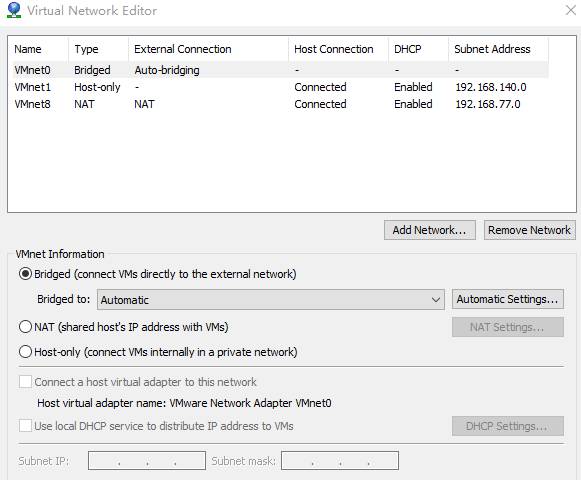 Virtual Network Editor
Name Type External Connection Host Connection DHCP Subnet Address
VMnet0 Bridged Auto-bridging - - -
VMnet1 Host-only - Connected Enabled 192.168.140.0
VMnet8 NAT NAT Connected Enabled 192.168.77.0
Add Network... Remove Network
VMnet Information
Bridged (connect VMs directly to the external network)
Bridged to: Automatic Automatic Settings...
NAT (shared host's IP address with VMs) NAT Settings...
Host-only (connect VMs internally in a private network)
Connect a host virtual adapter to this network
Host virtual adapter name: VMware Network Adapter VMnet0
Use local DHCP service to distribute IP address to VMs DHCP Settings...
Subnet IP: . . . Subnet mask: . . .